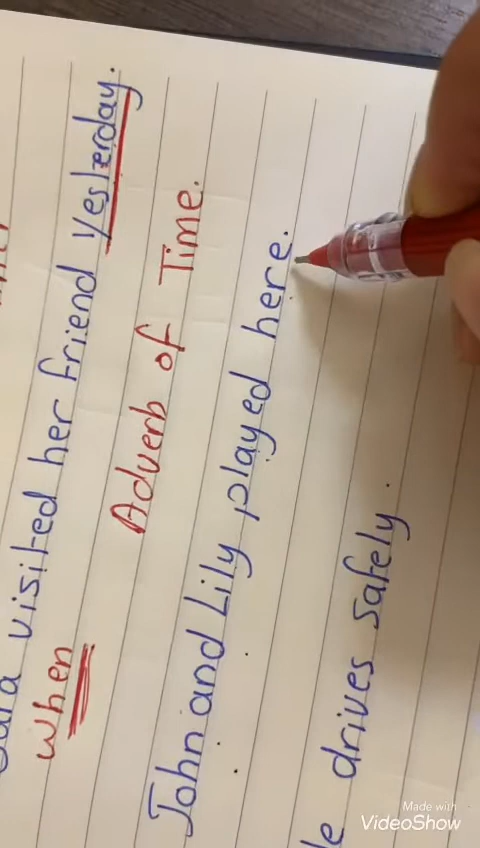 visited her friend yesterday.
when
Adverb of Time.
John and Lily played here.
drives safely.
Made with
VideoShow